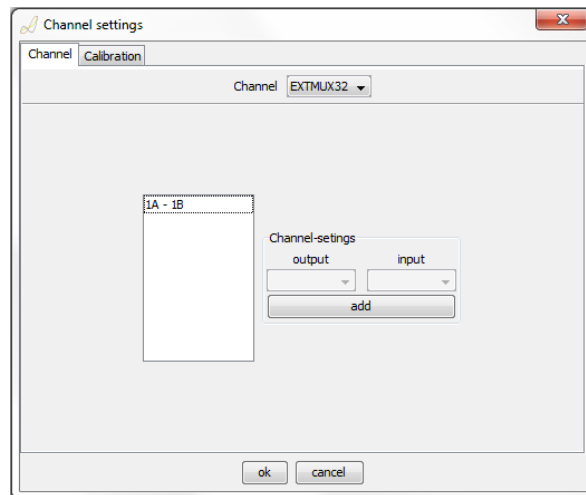 Channel settings
Channel Calibration
Channel EXTMUX32
1A - 1B
Channel-setings
output input
add
ok cancel